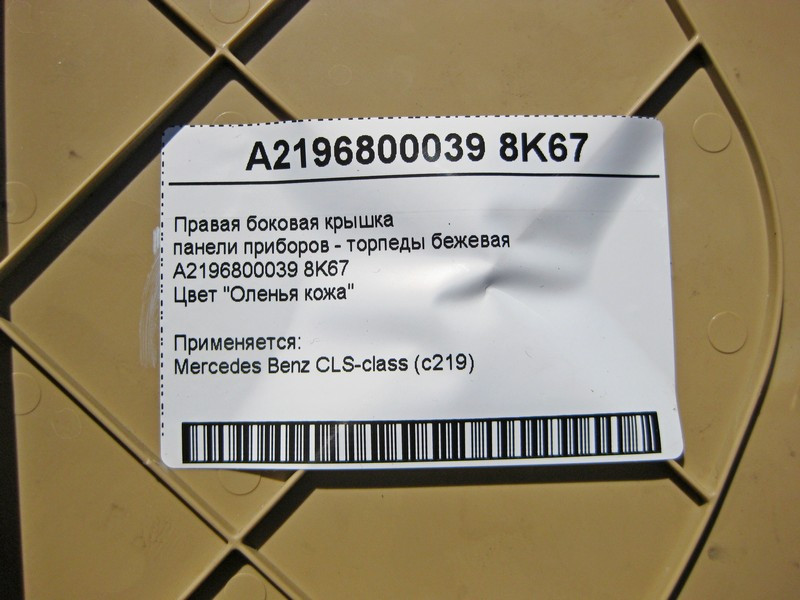 A2196800039 8K67
Правая боковая крышка
панели приборов - торпеды бежевая
A2196800039 8K67
Цвет "Оленья кожа"
Применяется:
Mercedes Benz CLS-class (c219)